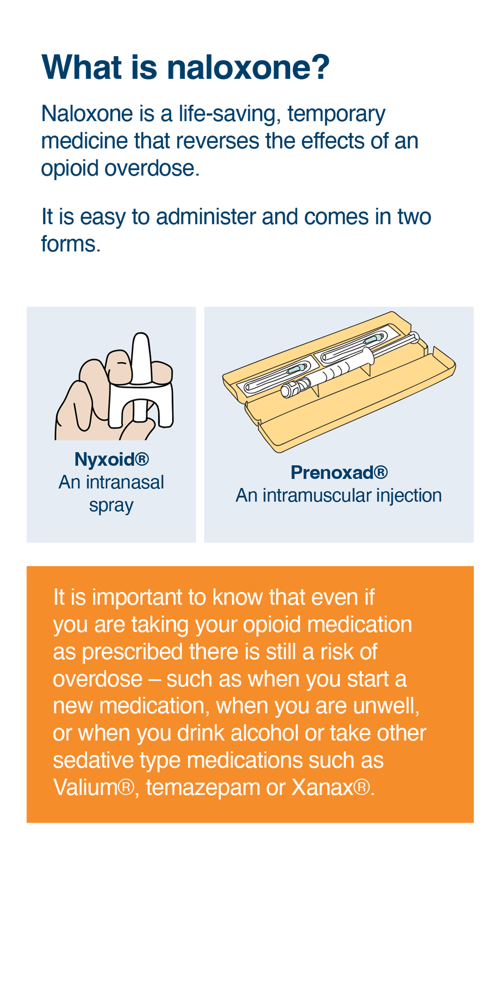 What is naloxone?
Naloxone is a life-saving, temporary
medicine that reverses the effects of an
opioid overdose.
It is easy to administer and comes in two
forms.
Nyxoid®
An intranasal
spray
Prenoxad®
An intramuscular injection
It is important to know that even if
you are taking your opioid medication
as prescribed there is still a risk of
overdose – such as when you start a
new medication, when you are unwell,
or when you drink alcohol or take other
sedative type medications such as
Valium®, temazepam or Xanax®.